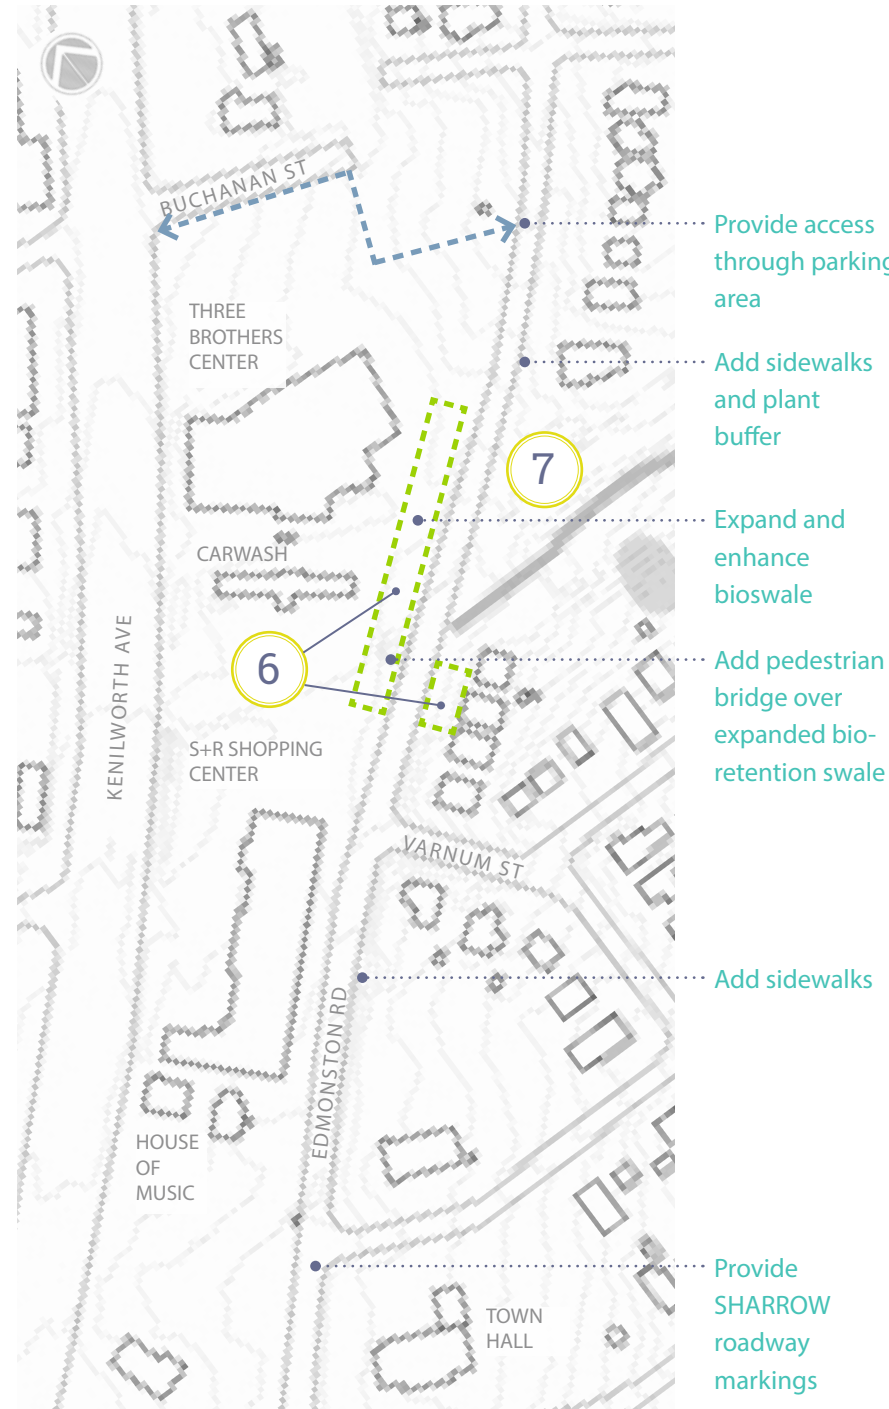 BUCHANAN ST
Provide access
through parking
area
THREE
BROTHERS
CENTER
Add sidewalks
and plant
buffer
7
Expand and
enhance
bioswale
CARWASH
KENILWORTH AVE
6
Add pedestrian
bridge over
expanded bio-
retention swale
S+R SHOPPING
CENTER
VARNUM ST
Add sidewalks
EDMONSTON RD
HOUSE
OF
MUSIC
Provide
SHARROW
roadway
markings
TOWN
HALL